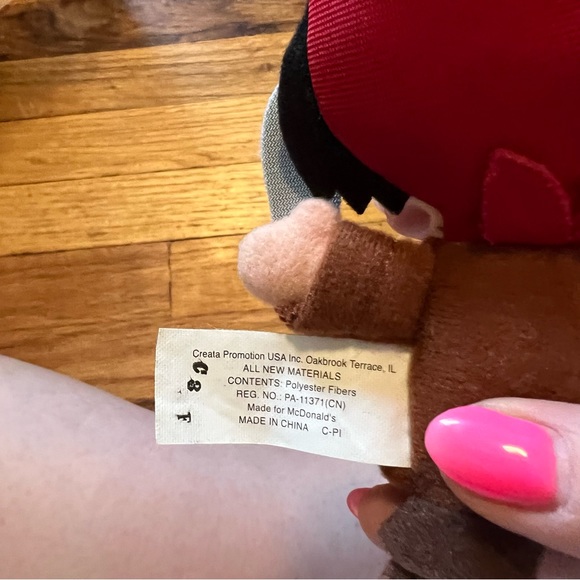 Creata Promotion USA Inc. Oakbrook Terrace, IL
ALL NEW MATERIALS
CONTENTS: Polyester Fibers
REG. NO.: PA-11371(CN)
Made for McDonald's
MADE IN CHINA C-PI
C8 F